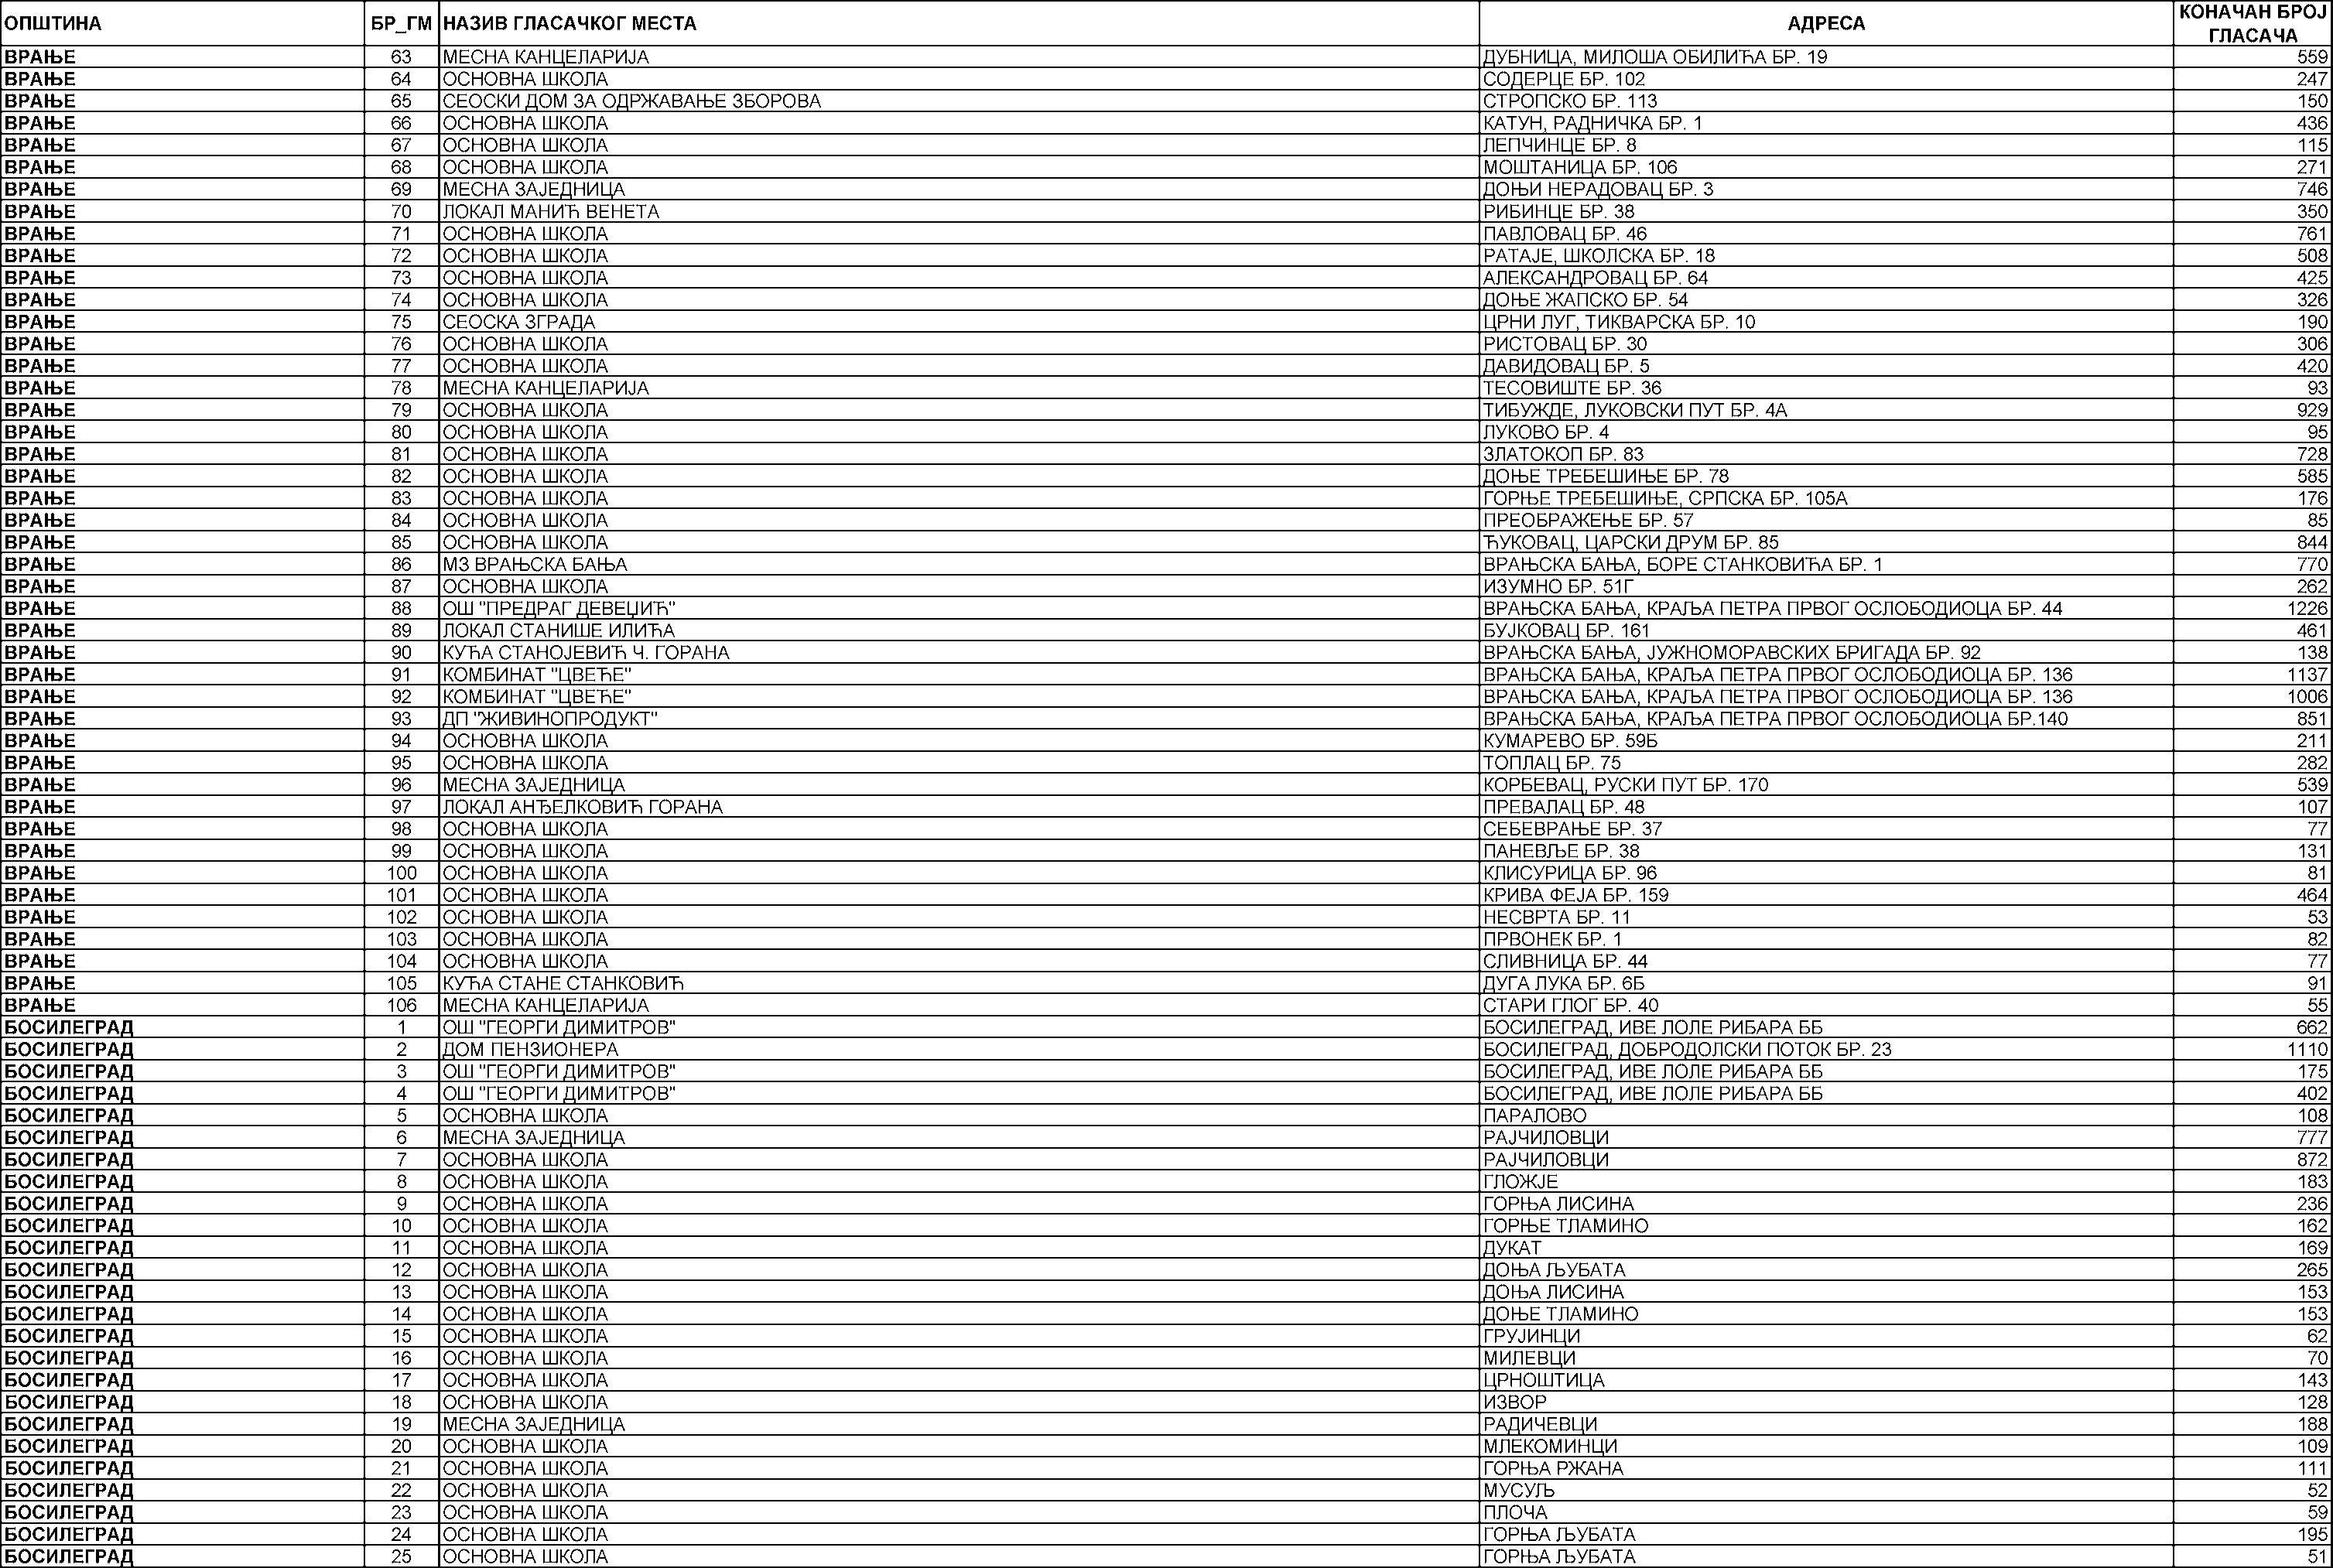 ОПШТИНА БР_ГМ НАЗИВ ГЛАСАЧКОГ МЕСТА АДРЕСА КОНАЧАН БРОЈ ГЛАСАЧА
ВРАЊЕ 63 МЕСНА КАНЦЕЛАРИЈА ДУБНИЦА, МИЛОША ОБИЛИЋА БР. 19 559
ВРАЊЕ 64 ОСНОВНА ШКОЛА СОДЕРЦЕ БР. 102 247
ВРАЊЕ 65 СЕОСКИ ДОМ ЗА ОДРЖАВАЊЕ ЗБОРОВА СТРОПСКО БР. 113 150
ВРАЊЕ 66 ОСНОВНА ШКОЛА КАТУН, РАДНИЧКА БР. 1 436
ВРАЊЕ 67 ОСНОВНА ШКОЛА ЛЕПЧИНЦЕ БР. 8 115
ВРАЊЕ 68 ОСНОВНА ШКОЛА МОШТАНИЦА БР. 106 271
ВРАЊЕ 69 МЕСНА ЗАЈЕДНИЦА ДОЊИ НЕРАДОВАЦ БР. 3 746
ВРАЊЕ 70 ЛОКАЛ МАНИЋ ВЕНЕТА РИБИНЦЕ БР. 38 350
ВРАЊЕ 71 ОСНОВНА ШКОЛА ПАВЛОВАЦ БР. 46 761
ВРАЊЕ 72 ОСНОВНА ШКОЛА РАТАЈЕ, ШКОЛСКА БР. 18 508
ВРАЊЕ 73 ОСНОВНА ШКОЛА АЛЕКСАНДРОВАЦ БР. 64 425
ВРАЊЕ 74 ОСНОВНА ШКОЛА ДОЊЕ ЖАПСКО БР. 54 326
ВРАЊЕ 75 СЕОСКА ЗГРАДА ЦРНИ ЛУГ, ТИКВАРСКА БР. 10 190
ВРАЊЕ 76 ОСНОВНА ШКОЛА РИСТОВАЦ БР. 30 306
ВРАЊЕ 77 ОСНОВНА ШКОЛА ДАВИДОВАЦ БР. 5 420
ВРАЊЕ 78 МЕСНА КАНЦЕЛАРИЈА ТЕСОВИШТЕ БР. 36 93
ВРАЊЕ 79 ОСНОВНА ШКОЛА ТИБУЖДЕ, ЛУКОВСКИ ПУТ БР. 4А 929
ВРАЊЕ 80 ОСНОВНА ШКОЛА ЛУКОВО БР. 4 95
ВРАЊЕ 81 ОСНОВНА ШКОЛА ЗЛАТОКОП БР. 83 728
ВРАЊЕ 82 ОСНОВНА ШКОЛА ДОЊЕ ТРЕБЕШИЊЕ БР. 78 585
ВРАЊЕ 83 ОСНОВНА ШКОЛА ГОРЊЕ ТРЕБЕШИЊЕ, СРПСКА БР. 105А 176
ВРАЊЕ 84 ОСНОВНА ШКОЛА ПРЕОБРАЖЕЊЕ БР. 57 85
ВРАЊЕ 85 ОСНОВНА ШКОЛА ЋУКОВАЦ, ЦАРСКИ ДРУМ БР. 85 844
ВРАЊЕ 86 МЗ ВРАЊСКА БАЊА ВРАЊСКА БАЊА, БОРЕ СТАНКОВИЋА БР. 1 770
ВРАЊЕ 87 ОСНОВНА ШКОЛА ИЗУМНО БР. 51Г 262
ВРАЊЕ 88 ОШ "ПРЕДРАГ ДЕВЕЏИЋ" ВРАЊСКА БАЊА, КРАЉА ПЕТРА ПРВОГ ОСЛОБОДИОЦА БР. 44 1226
ВРАЊЕ 89 ЛОКАЛ СТАНИШЕ ИЛИЋА БУЈКОВАЦ БР. 161 461
ВРАЊЕ 90 КУЋА СТАНОЈЕВИЋ Ч. ГОРАНА ВРАЊСКА БАЊА, ЈУЖНОМОРАВСКИХ БРИГАДА БР. 92 138
ВРАЊЕ 91 КОМБИНАТ "ЦВЕЋЕ" ВРАЊСКА БАЊА, КРАЉА ПЕТРА ПРВОГ ОСЛОБОДИОЦА БР. 136 1137
ВРАЊЕ 92 КОМБИНАТ "ЦВЕЋЕ" ВРАЊСКА БАЊА, КРАЉА ПЕТРА ПРВОГ ОСЛОБОДИОЦА БР. 136 1006
ВРАЊЕ 93 ДП "ЖИВИНОПРОДУКТ" ВРАЊСКА БАЊА, КРАЉА ПЕТРА ПРВОГ ОСЛОБОДИОЦА БР.140 851
ВРАЊЕ 94 ОСНОВНА ШКОЛА КУМАРЕВО БР. 59Б 211
ВРАЊЕ 95 ОСНОВНА ШКОЛА ТОПЛАЦ БР. 75 282
ВРАЊЕ 96 МЕСНА ЗАЈЕДНИЦА КОРБЕВАЦ, РУСКИ ПУТ БР. 170 539
ВРАЊЕ 97 ЛОКАЛ АНЂЕЛКОВИЋ ГОРАНА ПРЕВАЛАЦ БР. 48 107
ВРАЊЕ 98 ОСНОВНА ШКОЛА СЕБЕВРАЊЕ БР. 37 77
ВРАЊЕ 99 ОСНОВНА ШКОЛА ПАНЕВЉЕ БР. 38 131
ВРАЊЕ 100 ОСНОВНА ШКОЛА КЛИСУРИЦА БР. 96 81
ВРАЊЕ 101 ОСНОВНА ШКОЛА КРИВА ФЕЈА БР. 159 464
ВРАЊЕ 102 ОСНОВНА ШКОЛА НЕСВРТА БР. 11 53
ВРАЊЕ 103 ОСНОВНА ШКОЛА ПРВОНЕК БР. 1 82
ВРАЊЕ 104 ОСНОВНА ШКОЛА СЛИВНИЦА БР. 44 77
ВРАЊЕ 105 КУЋА СТАНЕ СТАНКОВИЋ ДУГА ЛУКА БР. 6Б 91
ВРАЊЕ 106 МЕСНА КАНЦЕЛАРИЈА СТАРИ ГЛОГ БР. 40 55
БОСИЛЕГРАД 1 ОШ "ГЕОРГИ ДИМИТРОВ" БОСИЛЕГРАД, ИВЕ ЛОЛЕ РИБАРА ББ 662
БОСИЛЕГРАД 2 ДОМ ПЕНЗИОНЕРА БОСИЛЕГРАД, ДОБРОДОЛСКИ ПОТОК БР. 23 1110
БОСИЛЕГРАД 3 ОШ "ГЕОРГИ ДИМИТРОВ" БОСИЛЕГРАД, ИВЕ ЛОЛЕ РИБАРА ББ 175
БОСИЛЕГРАД 4 ОШ "ГЕОРГИ ДИМИТРОВ" БОСИЛЕГРАД, ИВЕ ЛОЛЕ РИБАРА ББ 402
БОСИЛЕГРАД 5 ОСНОВНА ШКОЛА ПАРАЛОВО 108
БОСИЛЕГРАД 6 МЕСНА ЗАЈЕДНИЦА РАЈЧИЛОВЦИ 777
БОСИЛЕГРАД 7 ОСНОВНА ШКОЛА РАЈЧИЛОВЦИ 872
БОСИЛЕГРАД 8 ОСНОВНА ШКОЛА ГЛОЖЈЕ 183
БОСИЛЕГРАД 9 ОСНОВНА ШКОЛА ГОРЊА ЛИСИНА 236
БОСИЛЕГРАД 10 ОСНОВНА ШКОЛА ГОРЊЕ ТЛАМИНО 162
БОСИЛЕГРАД 11 ОСНОВНА ШКОЛА ДУКАТ 169
БОСИЛЕГРАД 12 ОСНОВНА ШКОЛА ДОЊА ЉУБАТА 265
БОСИЛЕГРАД 13 ОСНОВНА ШКОЛА ДОЊА ЛИСИНА 153
БОСИЛЕГРАД 14 ОСНОВНА ШКОЛА ДОЊЕ ТЛАМИНО 153
БОСИЛЕГРАД 15 ОСНОВНА ШКОЛА ГРУЈИНЦИ 62
БОСИЛЕГРАД 16 ОСНОВНА ШКОЛА МИЛЕВЦИ 70
БОСИЛЕГРАД 17 ОСНОВНА ШКОЛА ЦРНОШТИЦА 143
БОСИЛЕГРАД 18 ОСНОВНА ШКОЛА ИЗВОР 128
БОСИЛЕГРАД 19 МЕСНА ЗАЈЕДНИЦА РАДИЧЕВЦИ 188
БОСИЛЕГРАД 20 ОСНОВНА ШКОЛА МЛЕКОМИНЦИ 109
БОСИЛЕГРАД 21 ОСНОВНА ШКОЛА ГОРЊА РЖАНА 111
БОСИЛЕГРАД 22 ОСНОВНА ШКОЛА МУСУЉ 52
БОСИЛЕГРАД 23 ОСНОВНА ШКОЛА ПЛОЧА 59
БОСИЛЕГРАД 24 ОСНОВНА ШКОЛА ГОРЊА ЉУБАТА 195
БОСИЛЕГРАД 25 ОСНОВНА ШКОЛА ГОРЊА ЉУБАТА 51